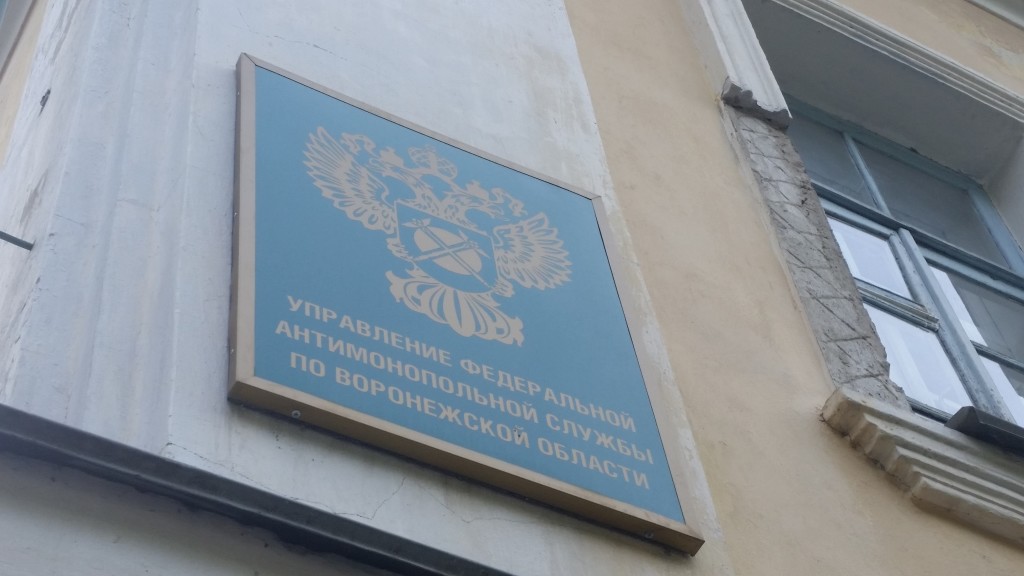 УПРАВЛЕНИЕ ФЕДЕРАЛЬНОЙ
АНТИМОНОПОЛЬНОЙ СЛУЖБЫ
ПО ВОРОНЕЖСКОЙ ОБЛАСТИ